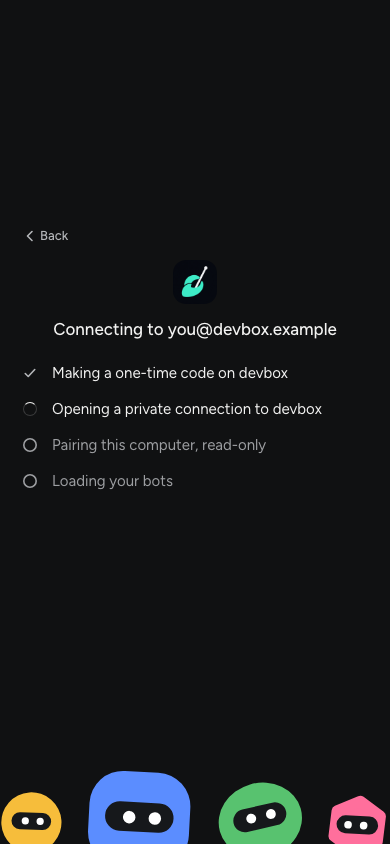 Back
Connecting to you@devbox.example
Making a one-time code on devbox
Opening a private connection to devbox
Pairing this computer, read-only
Loading your bots